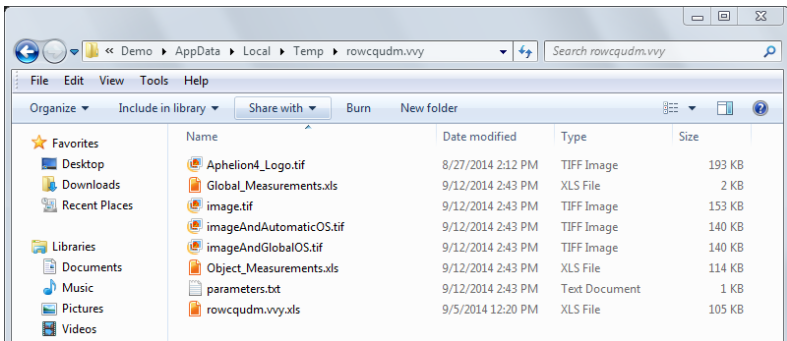 « Demo ▸ AppData ▸ Local ▸ Temp ▸ rowcqudm.vvy Search rowcqudm.vvy
File Edit View Tools Help
Organize Include in library Share with Burn New folder
Favorites
Desktop
Downloads
Recent Places
Libraries
Documents
Music
Pictures
Videos
Name Date modified Type Size
Aphelion4_Logo.tif 8/27/2014 2:12 PM TIFF Image 193 KB
Global_Measurements.xls 9/12/2014 2:43 PM XLS File 2 KB
image.tif 9/12/2014 2:43 PM TIFF Image 153 KB
imageAndAutomaticOS.tif 9/12/2014 2:43 PM TIFF Image 140 KB
imageAndGlobalOS.tif 9/12/2014 2:43 PM TIFF Image 140 KB
Object_Measurements.xls 9/12/2014 2:43 PM XLS File 114 KB
parameters.txt 9/12/2014 2:43 PM Text Document 1 KB
rowcqudm.vvy.xls 9/5/2014 12:20 PM XLS File 105 KB